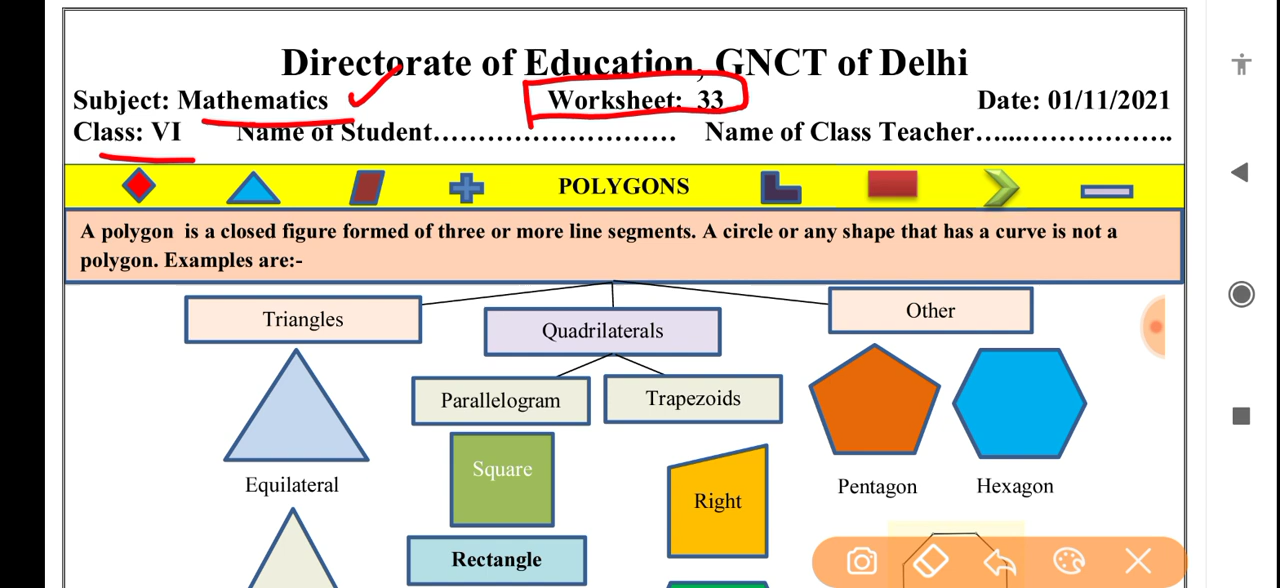 Directorate of Education, GNCT of Delhi
Subject: Mathematics Worksheet: 33 Date: 01/11/2021
Class: VI Name of Student............................ Name of Class Teacher…...………………..
POLYGONS
A polygon is a closed figure formed of three or more line segments. A circle or any shape that has a curve is not a
polygon. Examples are:-
Triangles
Quadrilaterals
Other
Parallelogram
Trapezoids
Square
Right
Equilateral
Pentagon
Hexagon
Rectangle